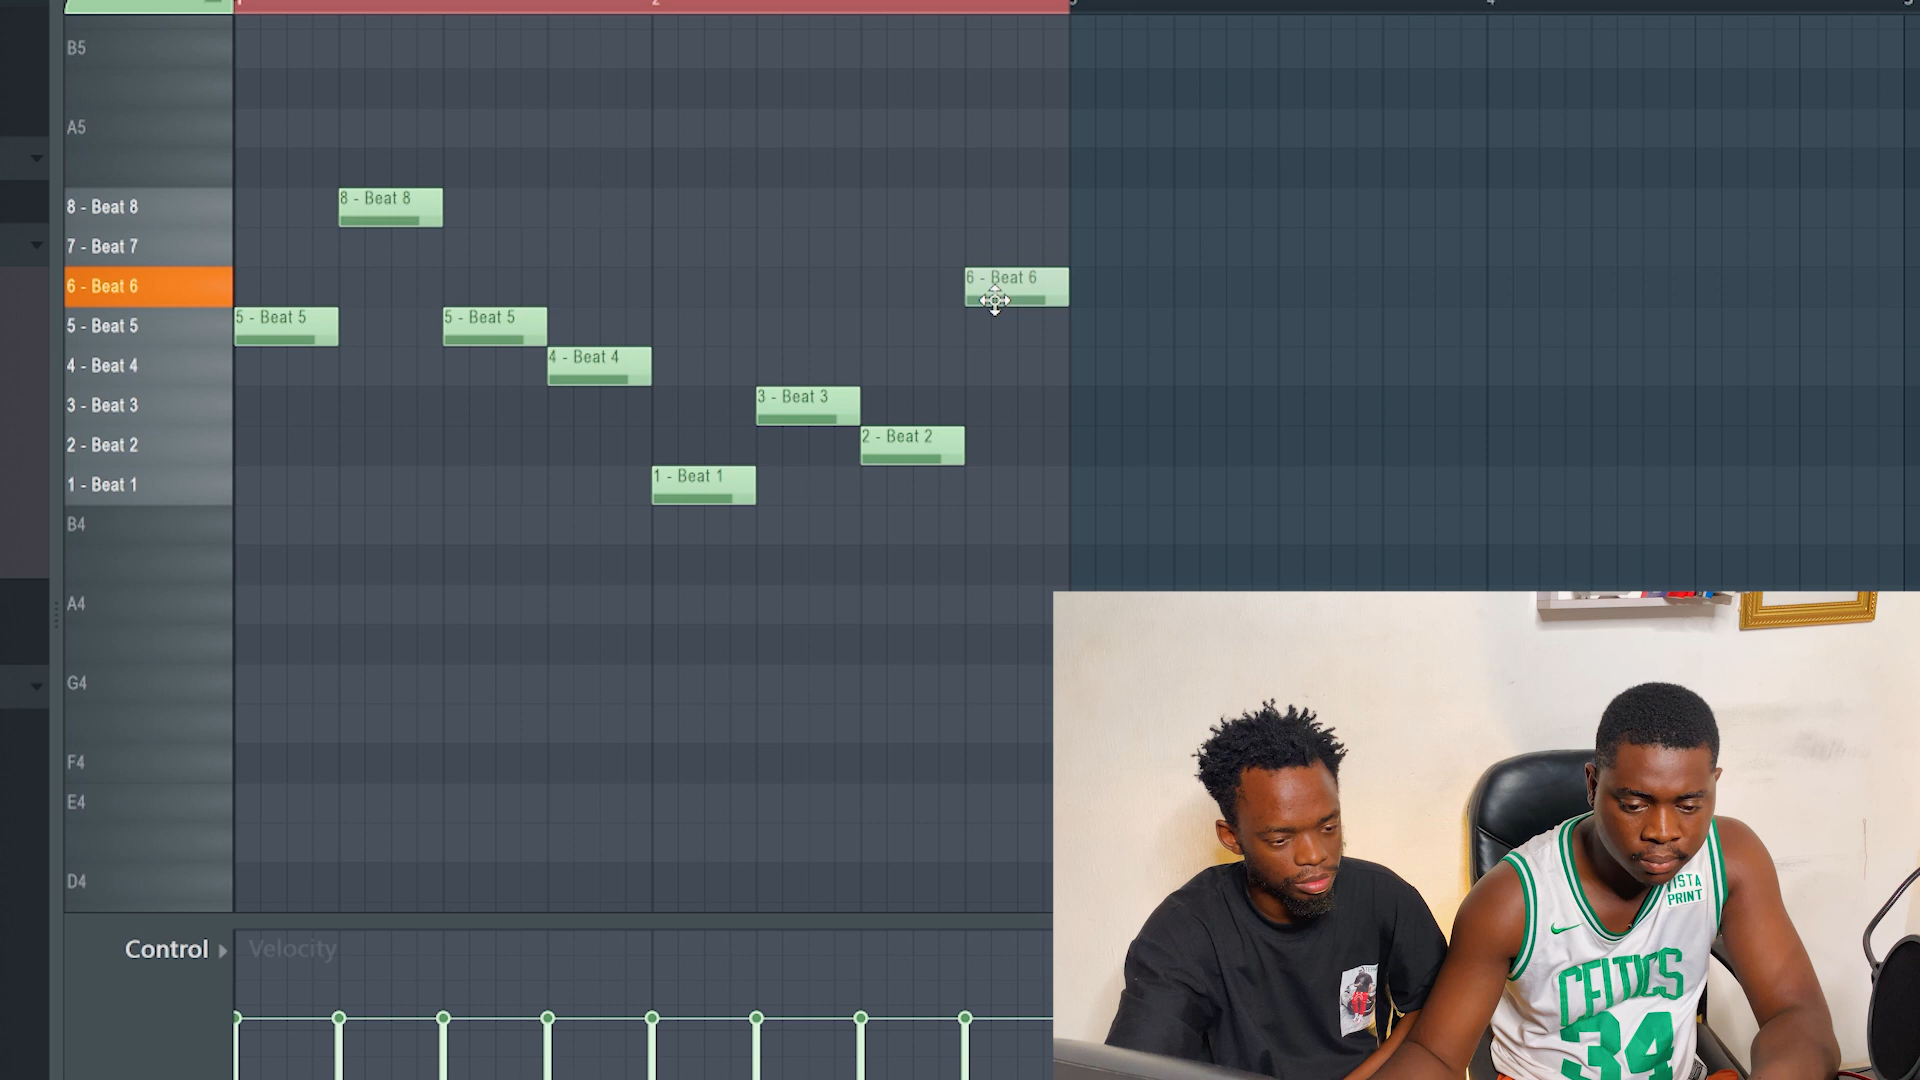 2
4
B5
A5
8 - Beat 8
8 - Beat 8
7 - Beat 7
6 - Beat 6
6 - Beat 6
5 - Beat 5
5 - Beat 5
5 - Beat 5
4 - Beat 4
4 - Beat 4
3 - Beat 3
3 - Beat 3
2 - Beat 2
2 - Beat 2
1 - Beat 1
1 - Beat 1
B4
A4
G4
F4
E4
D4
Control
Velocity
VISTA
PRINT
CELTICS
34